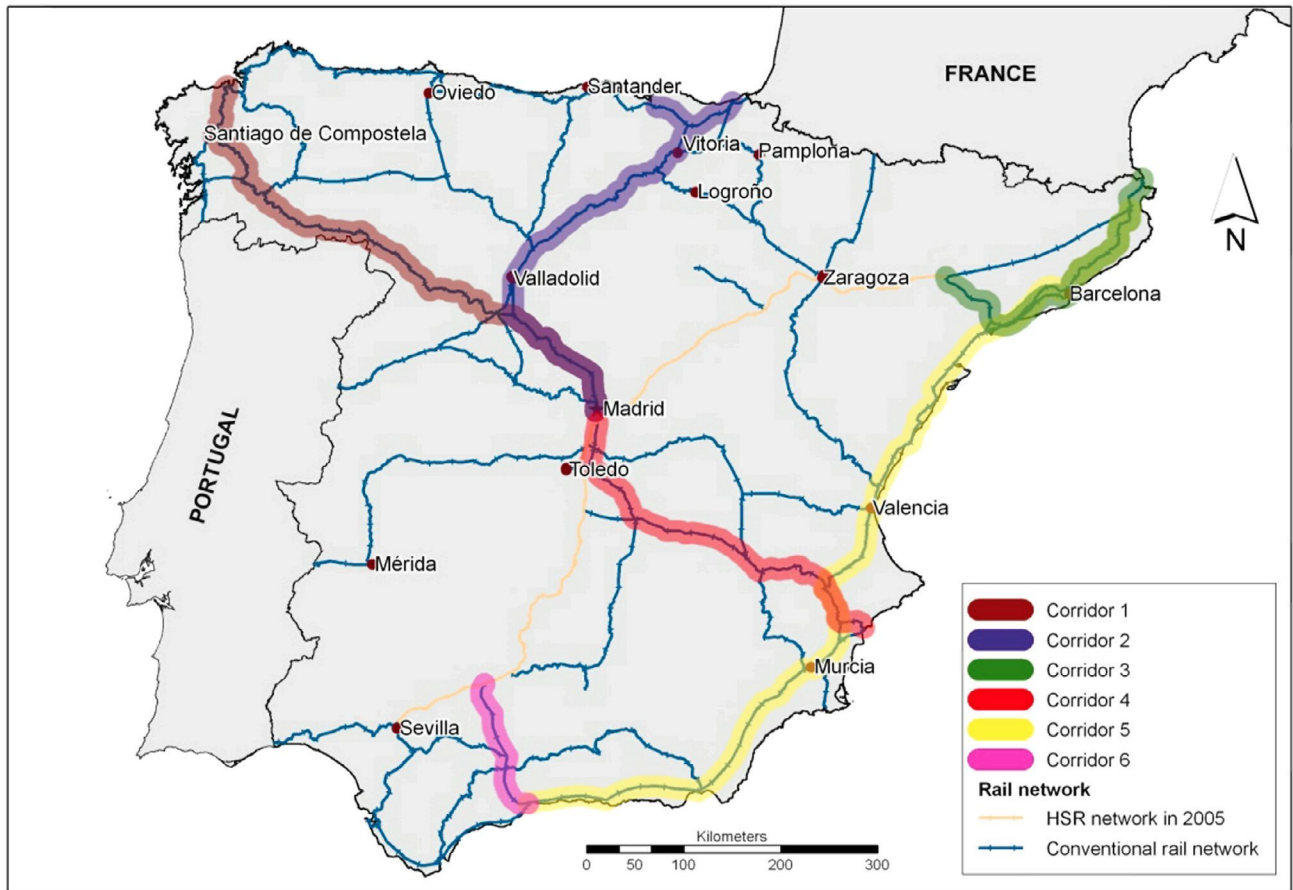 FRANCE
Santander
Oviedo
Santiago de Compostela
Vitoria
Pamplona
Logroño
N
Valladolid
Zaragoza
Barcelona
Madrid
PORTUGAL
Toledo
Valencia
Mérida
Murcia
Sevilla
Corridor 1
Corridor 2
Corridor 3
Corridor 4
Corridor 5
Corridor 6
Rail network
HSR network in 2005
Conventional rail network
Kilometers
0 50 100 200 300